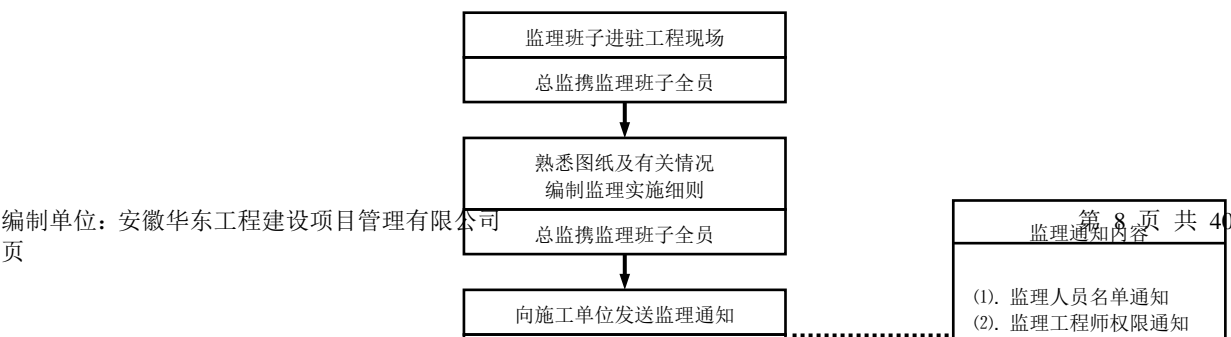 监理班子进驻工程现场
总监携监理班子全员
熟悉图纸及有关情况
编制监理实施细则
总监携监理班子全员
编制单位：安徽华东工程建设项目管理有限公司
第 8 页 共 40
页
监理通知内容
向施工单位发送监理通知
⑴. 监理人员名单通知
⑵. 监理工程师权限通知